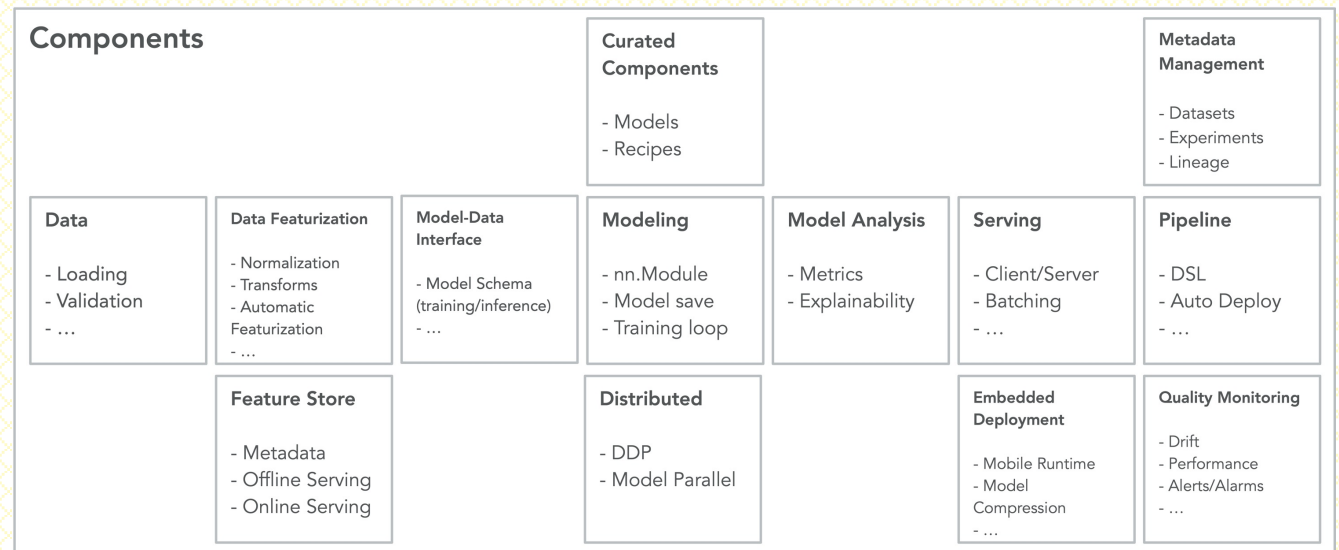 Components
Curated
Components
- Models
- Recipes
Metadata
Management
- Datasets
- Experiments
- Lineage
Data
- Loading
- Validation
- ...
Data Featurization
- Normalization
- Transforms
- Automatic
Featurization
- ...
Model-Data
Interface
- Model Schema
(training/inference)
- ...
Modeling
- nn.Module
- Model save
- Training loop
Model Analysis
- Metrics
- Explainability
Serving
- Client/Server
- Batching
- ...
Pipeline
- DSL
- Auto Deploy
- ...
Feature Store
- Metadata
- Offline Serving
- Online Serving
Distributed
- DDP
- Model Parallel
Embedded
Deployment
- Mobile Runtime
- Model
Compression
- ...
Quality Monitoring
- Drift
- Performance
- Alerts/Alarms
- ...